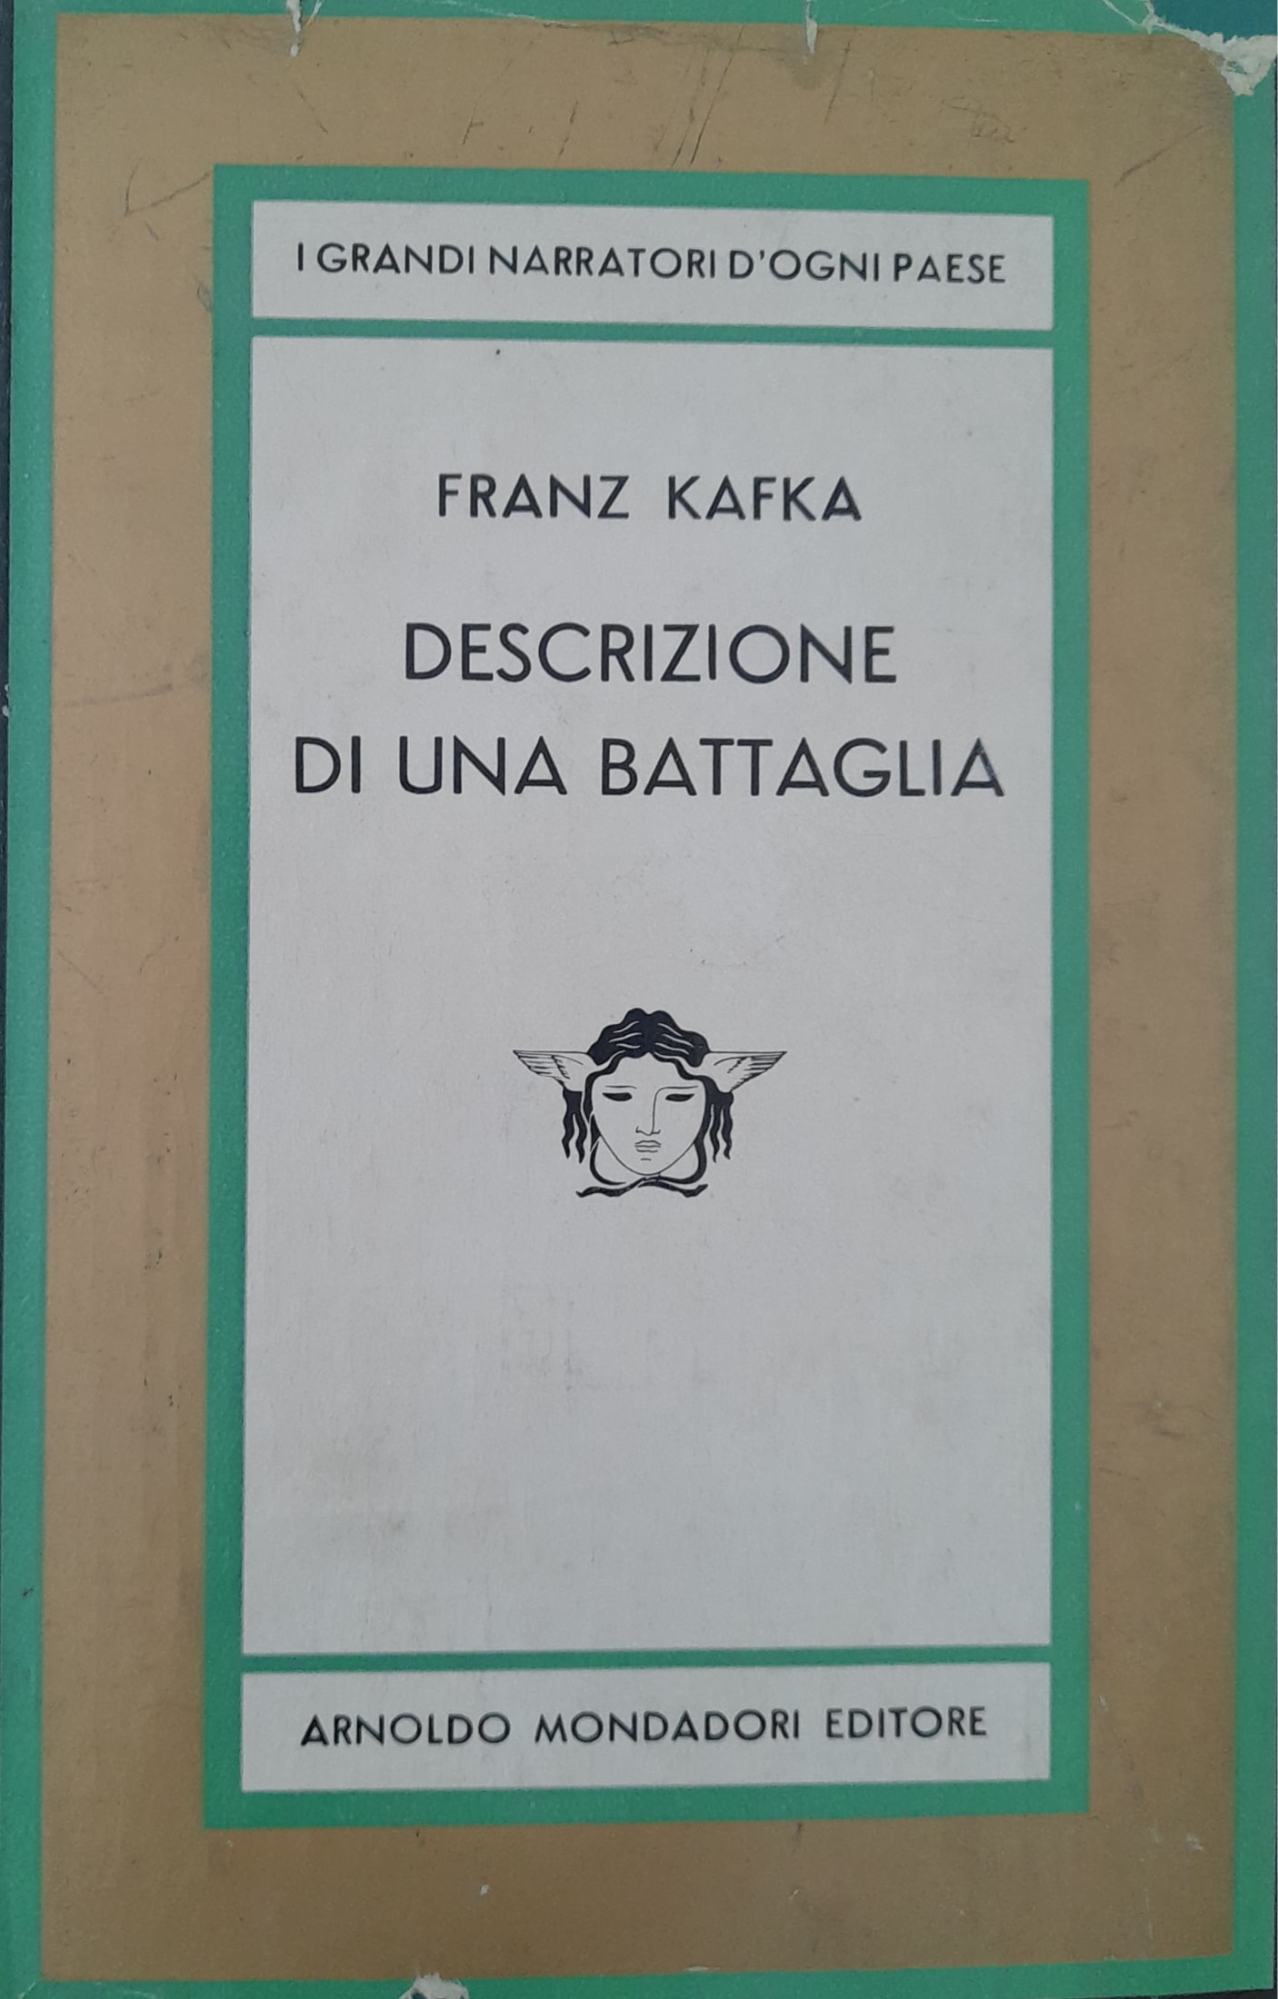 I GRANDI NARRATORI D'OGNI PAESE
FRANZ KAFKA
DESCRIZIONE
DI UNA BATTAGLIA
ARNOLDO MONDADORI EDITORE